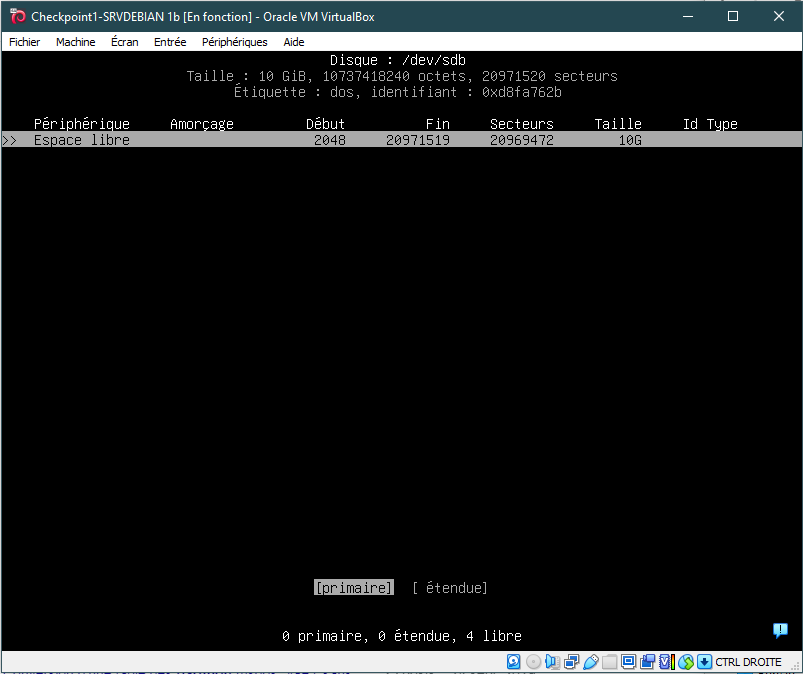 Checkpoint1-SRVDEBIAN 1b [En fonction] - Oracle VM VirtualBox
Fichier Machine Écran Entrée Périphériques Aide
Disque : /dev/sdb
Taille : 10 GiB, 10737418240 octets, 20971520 secteurs
Étiquette : dos, identifiant : 0xd8fa762b
Périphérique Amorçage Début Fin Secteurs Taille Id Type
>> Espace libre 2048 20971519 20969472 10G
[primaire] [ étendue]
0 primaire, 0 étendue, 4 libre
CTRL DROITE